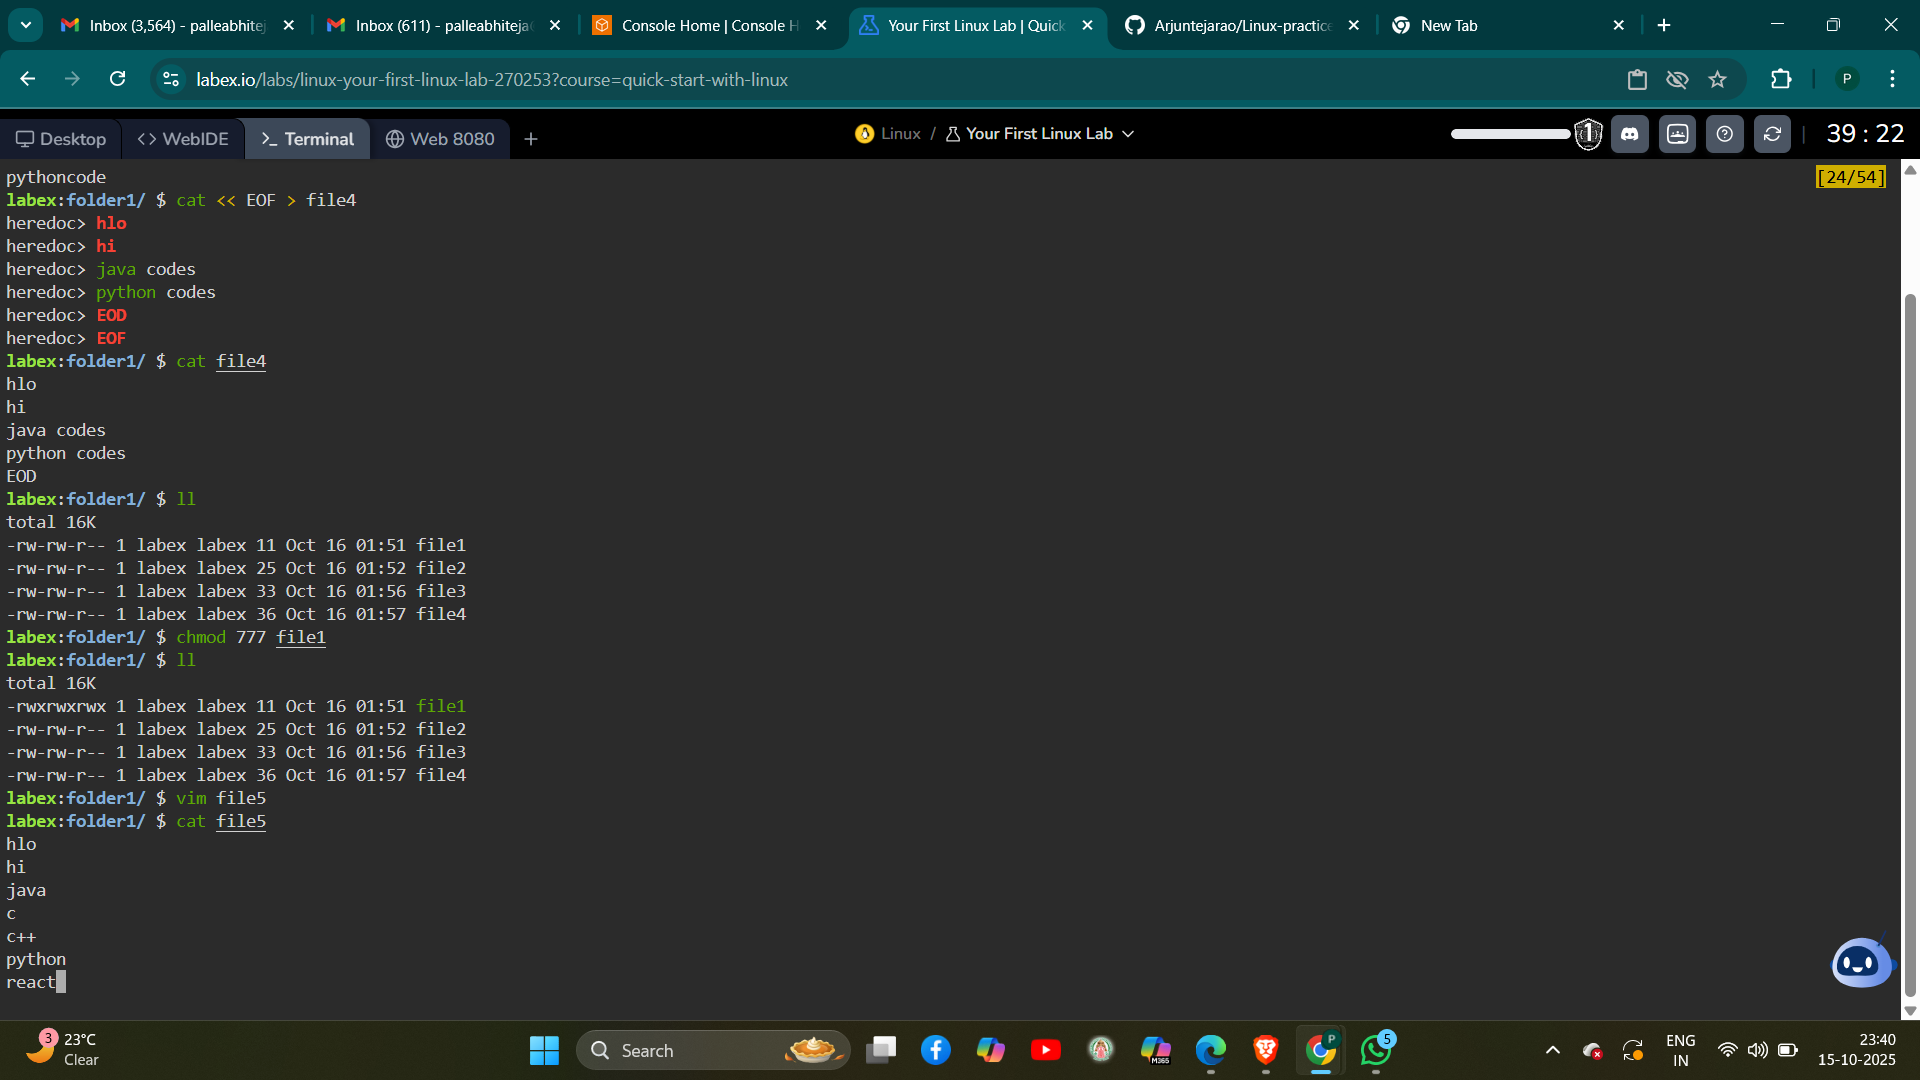 Inbox (3,564) - palleabhitej
Inbox (611) - palleabhiteja
Console Home | Console H
Your First Linux Lab | Quick
Arjuntejarao/Linux-practice
New Tab
labex.io/labs/linux-your-first-linux-lab-270253?course=quick-start-with-linux
P
Desktop
<> WebIDE
>_ Terminal
Web 8080
Linux / Your First Linux Lab
1
39 : 22
pythoncode
[24/54]
labex:folder1/ $ cat << EOF > file4
heredoc> hlo
heredoc> hi
heredoc> java codes
heredoc> python codes
heredoc> EOD
heredoc> EOF
labex:folder1/ $ cat file4
hlo
hi
java codes
python codes
EOD
labex:folder1/ $ ll
total 16K
-rw-rw-r-- 1 labex labex 11 Oct 16 01:51 file1
-rw-rw-r-- 1 labex labex 25 Oct 16 01:52 file2
-rw-rw-r-- 1 labex labex 33 Oct 16 01:56 file3
-rw-rw-r-- 1 labex labex 36 Oct 16 01:57 file4
labex:folder1/ $ chmod 777 file1
labex:folder1/ $ ll
total 16K
-rwxrwxrwx 1 labex labex 11 Oct 16 01:51 file1
-rw-rw-r-- 1 labex labex 25 Oct 16 01:52 file2
-rw-rw-r-- 1 labex labex 33 Oct 16 01:56 file3
-rw-rw-r-- 1 labex labex 36 Oct 16 01:57 file4
labex:folder1/ $ vim file5
labex:folder1/ $ cat file5
hlo
hi
java
c
c++
python
react
3
23°C
Clear
Search
M365
P
5
ENG
IN
23:40
15-10-2025